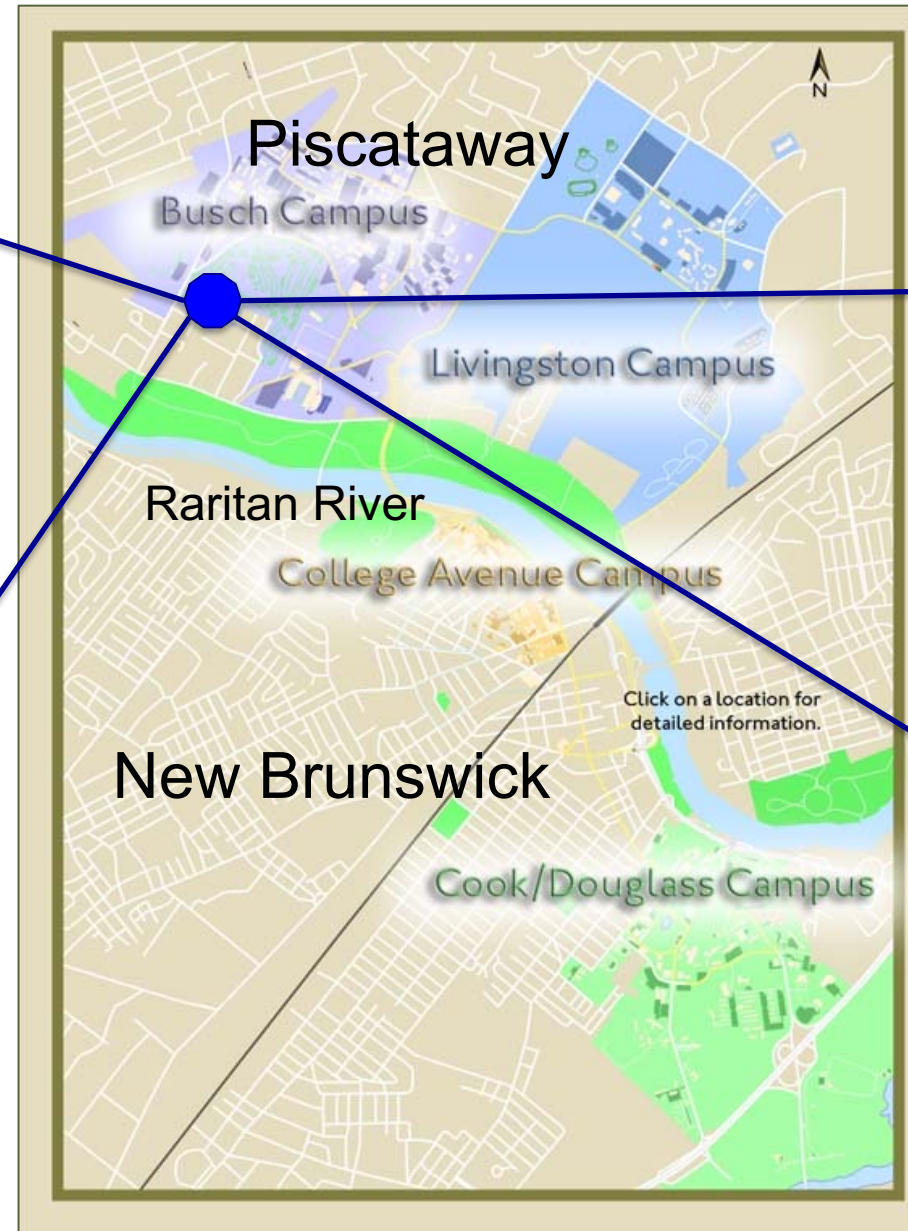 N
Piscataway
Busch Campus
Livingston Campus
Raritan River
College Avenue Campus
Click on a location for
detailed information.
New Brunswick
Cook/Douglass Campus